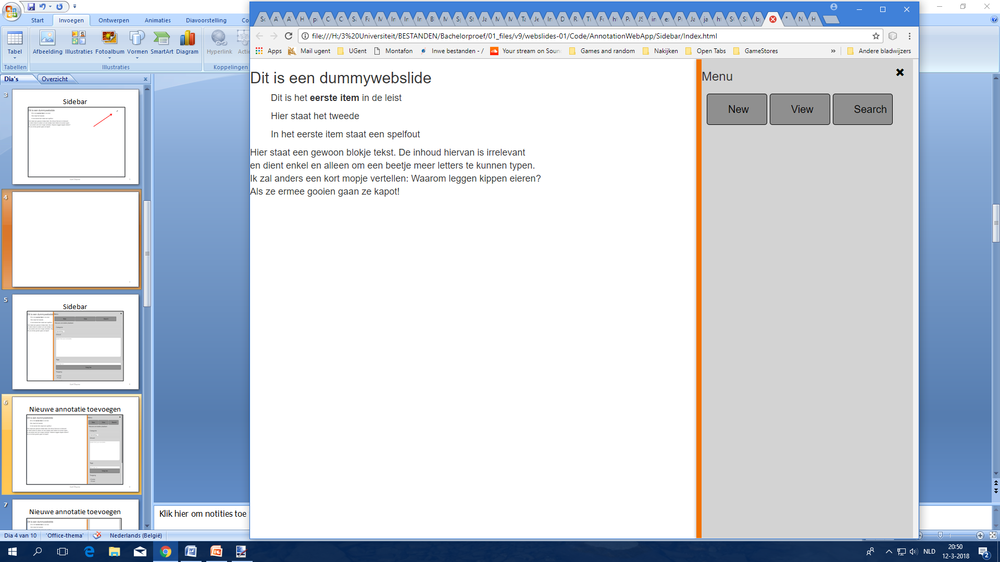 Start
Invoegen
Ontwerpen
Animaties
Diavoorstelling
Tabel
Afbeelding
Illustraties
Fotoalbum
Vormen
SmartArt
Diagram
Hyperlink
Actie
Tabellen
Illustraties
Koppelingen
Dia's
Overzicht
3
Sidebar
4
5
Sidebar
6
Nieuwe annotatie toevoegen
7
Nieuwe annotatie toevoegen
Klik hier om notities toe
Dia 4 van 10
'Office-thema'
Nederlands (België)
file:///H:/3%20Universiteit/BESTANDEN/Bachelorproef/01_files/v9/webslides-01/Code/AnnotationWebApp/Sidebar/Index.html
Apps
Mail ugent
UGent
Montafon
Inwe bestanden - /
Your stream on Soun
Games and random
Nakijken
Open Tabs
GameStores
»
Andere bladwijzers
Dit is een dummywebslide
Dit is het eerste item in de leist
Hier staat het tweede
In het eerste item staat een spelfout
Hier staat een gewoon blokje tekst. De inhoud hiervan is irrelevant
en dient enkel en alleen om een beetje meer letters te kunnen typen.
Ik zal anders een kort mopje vertellen: Waarom leggen kippen eieren?
Als ze ermee gooien gaan ze kapot!
Menu
New
View
Search
NLD
20:50
12-3-2018
2